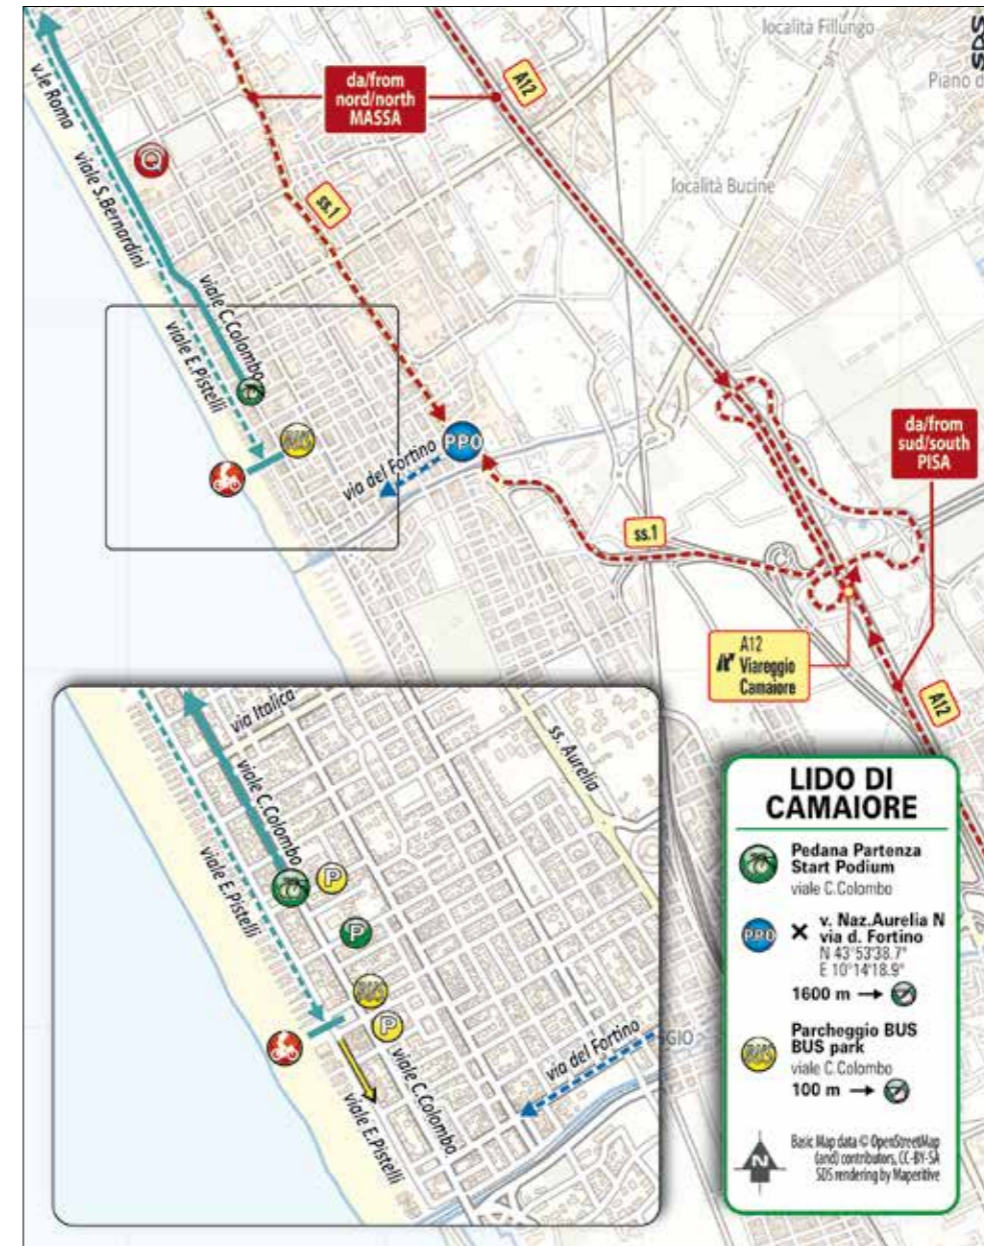 località Fillungo
SDS
Piano d
A12
da/from
nord/north
MASSA
v.le Roma
viale S.Bernardini
ss.1
località Bucine
viale C.Colombo
viale E.Pistelli
BUS
PPO
via del Fortino
da/from
sud/south
PISA
ss.1
A12
Viareggio
Camaiore
A12
via Italica
ss. Aurelia
viale C.Colombo
viale E.Pistelli
P
P
BUS
P
viale C.Colombo
via del Fortino
GGIO
viale E.Pistelli
LIDO DI
CAMAIORE
Pedana Partenza
Start Podium
viale C.Colombo
PPO
X v. Naz.Aurelia N
via d. Fortino
N 43°53'38.7"
E 10°14'18.9"
1600 m →
BUS
Parcheggio BUS
BUS park
viale C.Colombo
100 m →
N
Basic Map data © OpenStreetMap
(and) contributors, CC-BY-SA
SDS rendering by Maperitive